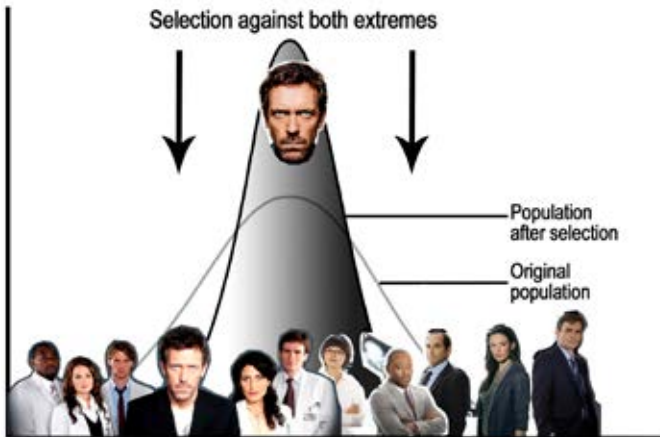 Selection against both extremes
Population
after selection
Original
population